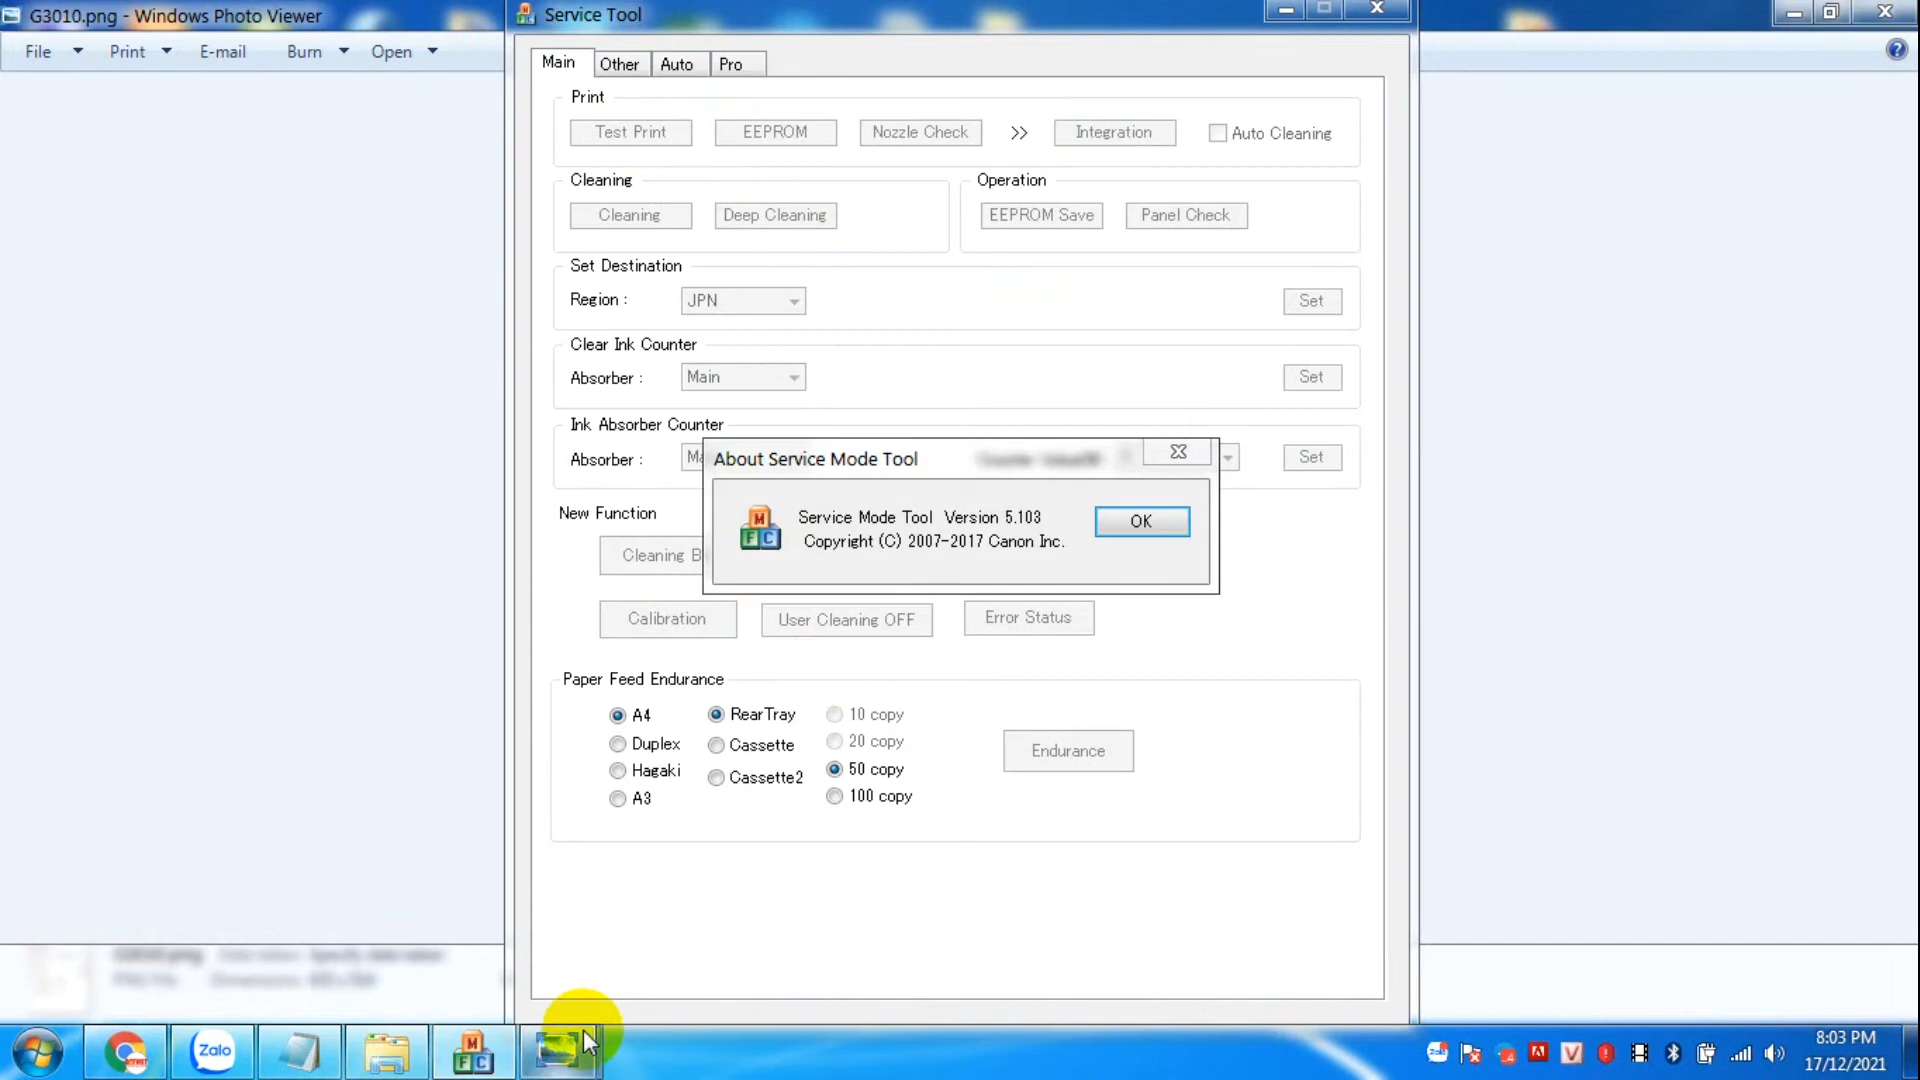 G3010.png - Windows Photo Viewer
Service Tool
File Print E-mail Burn Open
Main Other Auto Pro
Print
Test Print EEPROM Nozzle Check >> Integration Auto Cleaning
Cleaning Operation
Cleaning Deep Cleaning EEPROM Save Panel Check
Set Destination
Region : JPN Set
Clear Ink Counter
Absorber : Main Set
Ink Absorber Counter
Absorber : Set
About Service Mode Tool
Service Mode Tool Version 5.103
Copyright (C) 2007-2017 Canon Inc.
OK
New Function
Cleaning
Calibration User Cleaning OFF Error Status
Paper Feed Endurance
A4 RearTray 10 copy
Duplex Cassette 20 copy
Hagaki Cassette2 50 copy
A3 100 copy
Endurance
Zalo
M
F C
8:03 PM
17/12/2021